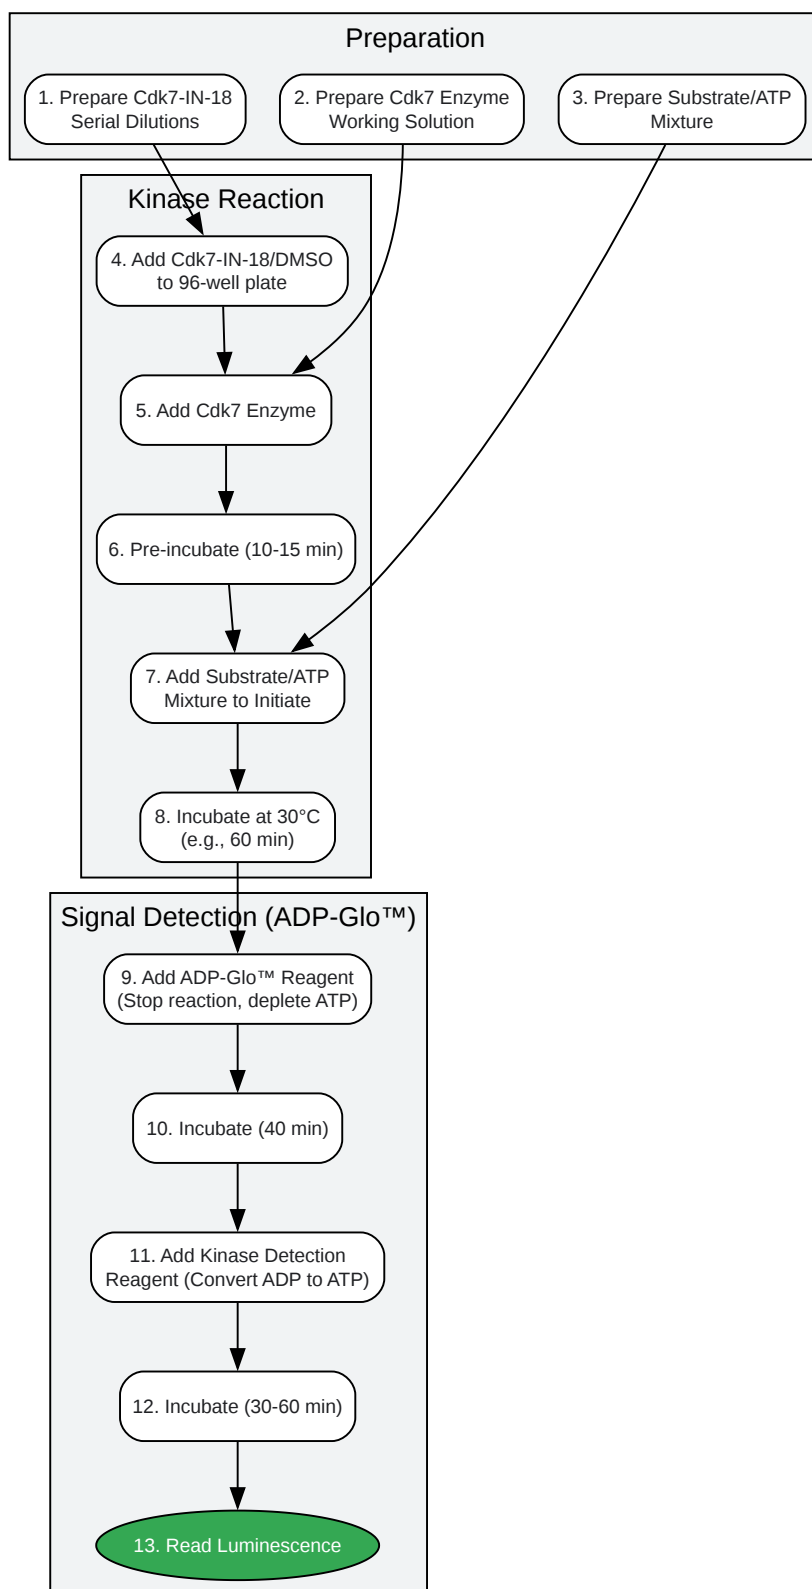 Preparation
1. Prepare Cdk7-IN-18
Serial Dilutions
2. Prepare Cdk7 Enzyme
Working Solution
3. Prepare Substrate/ATP
Mixture
Kinase Reaction
4. Add Cdk7-IN-18/DMSO
to 96-well plate
5. Add Cdk7 Enzyme
6. Pre-incubate (10-15 min)
7. Add Substrate/ATP
Mixture to Initiate
8. Incubate at 30°C
(e.g., 60 min)
Signal Detection (ADP-Glo™)
9. Add ADP-Glo™ Reagent
(Stop reaction, deplete ATP)
10. Incubate (40 min)
11. Add Kinase Detection
Reagent (Convert ADP to ATP)
12. Incubate (30-60 min)
13. Read Luminescence